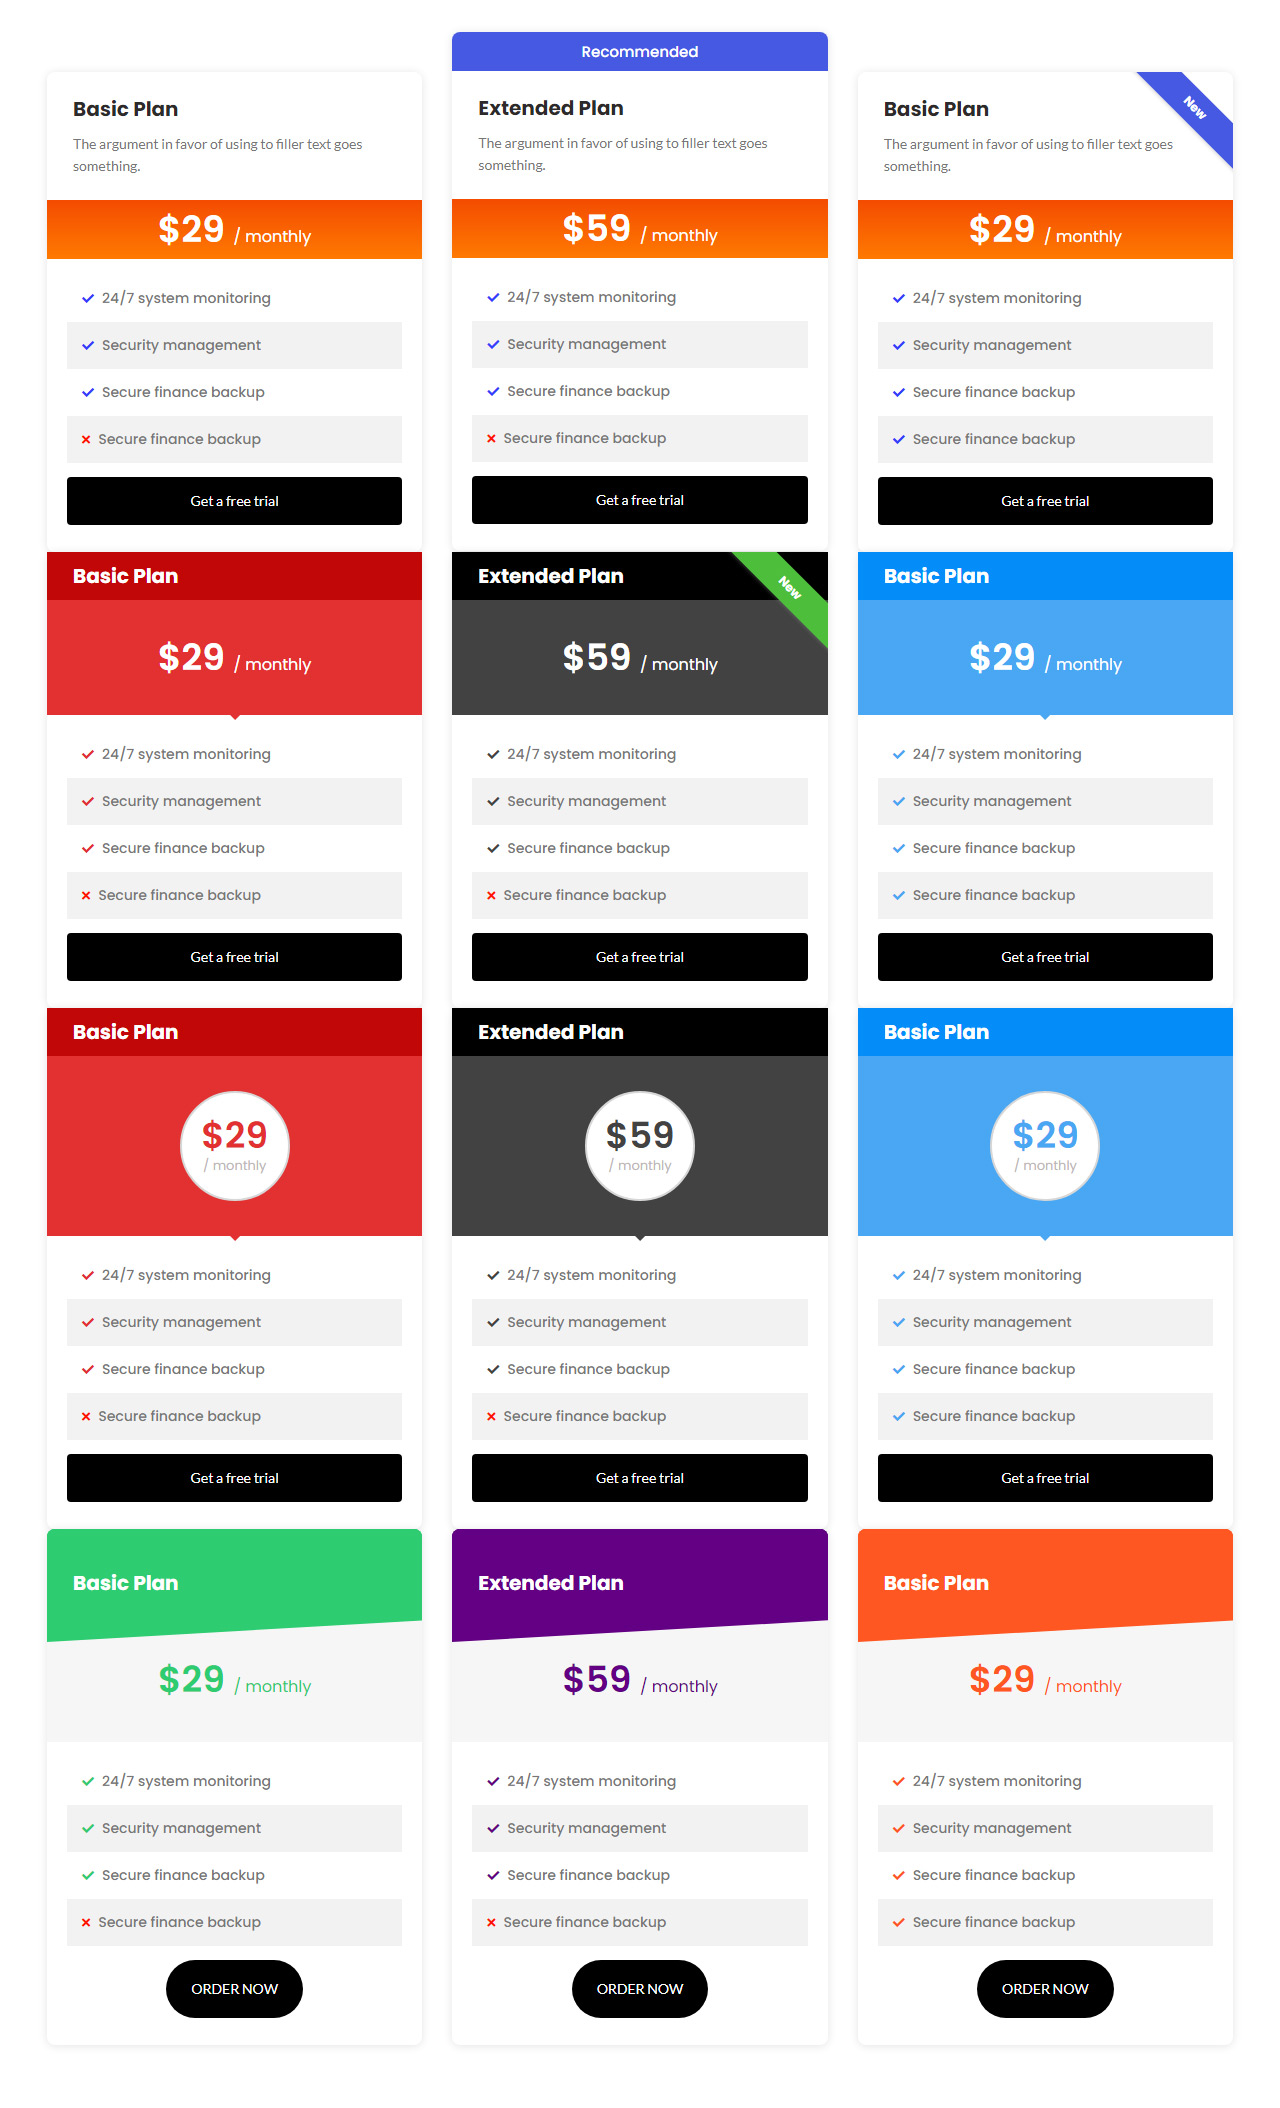 Recommended
Basic Plan
The argument in favor of using to filler text goes
something.
$29 / monthly
24/7 system monitoring
Security management
Secure finance backup
Secure finance backup
Get a free trial
Extended Plan
The argument in favor of using to filler text goes
something.
$59 / monthly
24/7 system monitoring
Security management
Secure finance backup
Secure finance backup
Get a free trial
New
Basic Plan
The argument in favor of using to filler text goes
something.
$29 / monthly
24/7 system monitoring
Security management
Secure finance backup
Secure finance backup
Get a free trial
Basic Plan
$29 / monthly
24/7 system monitoring
Security management
Secure finance backup
Secure finance backup
Get a free trial
Extended Plan
New
$59 / monthly
24/7 system monitoring
Security management
Secure finance backup
Secure finance backup
Get a free trial
Basic Plan
$29 / monthly
24/7 system monitoring
Security management
Secure finance backup
Secure finance backup
Get a free trial
Basic Plan
$29
/ monthly
24/7 system monitoring
Security management
Secure finance backup
Secure finance backup
Get a free trial
Extended Plan
$59
/ monthly
24/7 system monitoring
Security management
Secure finance backup
Secure finance backup
Get a free trial
Basic Plan
$29
/ monthly
24/7 system monitoring
Security management
Secure finance backup
Secure finance backup
Get a free trial
Basic Plan
$29 / monthly
24/7 system monitoring
Security management
Secure finance backup
Secure finance backup
ORDER NOW
Extended Plan
$59 / monthly
24/7 system monitoring
Security management
Secure finance backup
Secure finance backup
ORDER NOW
Basic Plan
$29 / monthly
24/7 system monitoring
Security management
Secure finance backup
Secure finance backup
ORDER NOW